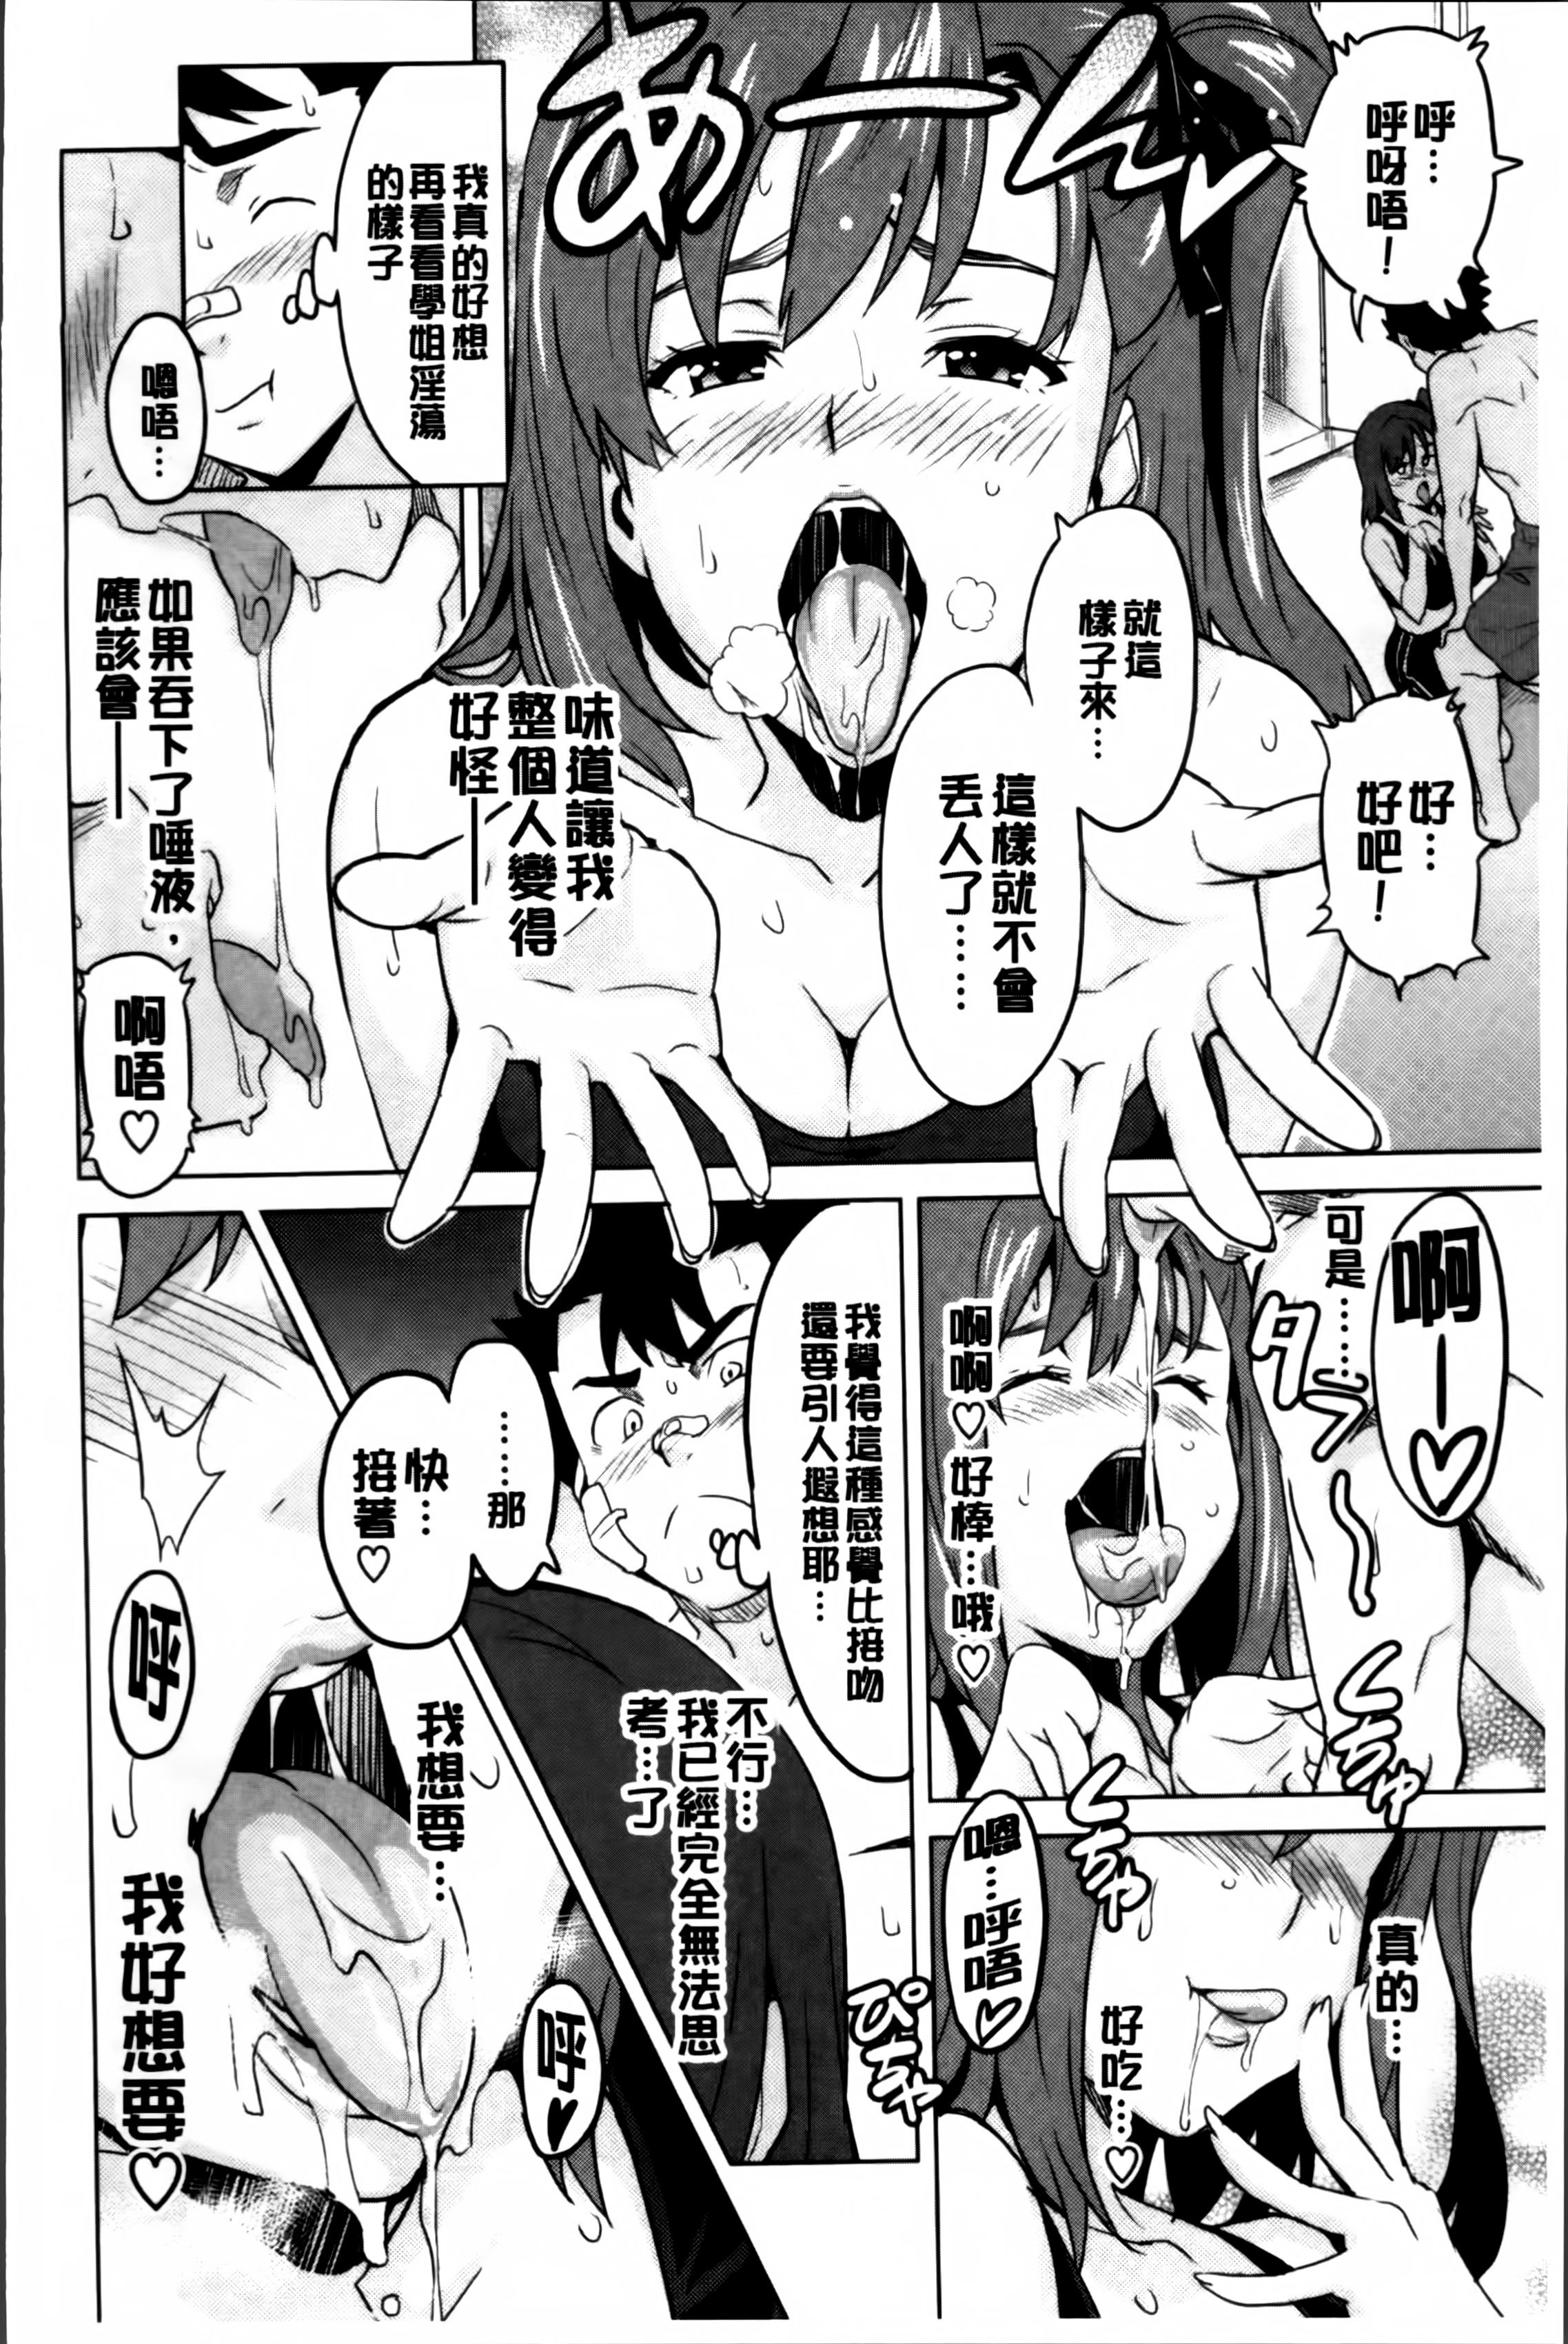 呼…
呼呀唔！
あーん♥
好…
好吧！
就這
樣子來…
這樣就不會
丟人了……
我真的好想
再看看學姐淫蕩
的樣子
味道讓我
整個人變得
好怪—
嗯唔…
如果吞下了唾液，
應該會—
啊唔♡
啊—♡
可是……
タラ～
啊啊♡好棒…哦♡
くちゅ
くちゅ
嗯…呼唔♡
真的…
好吃…♡
ぴちゃ
我覺得這種感覺比接吻
還要引人遐想耶…
不行…
我已經完全無法思
考…了
……那
快…
接著♡
呼
我想要…
呼♥
我好想要♡